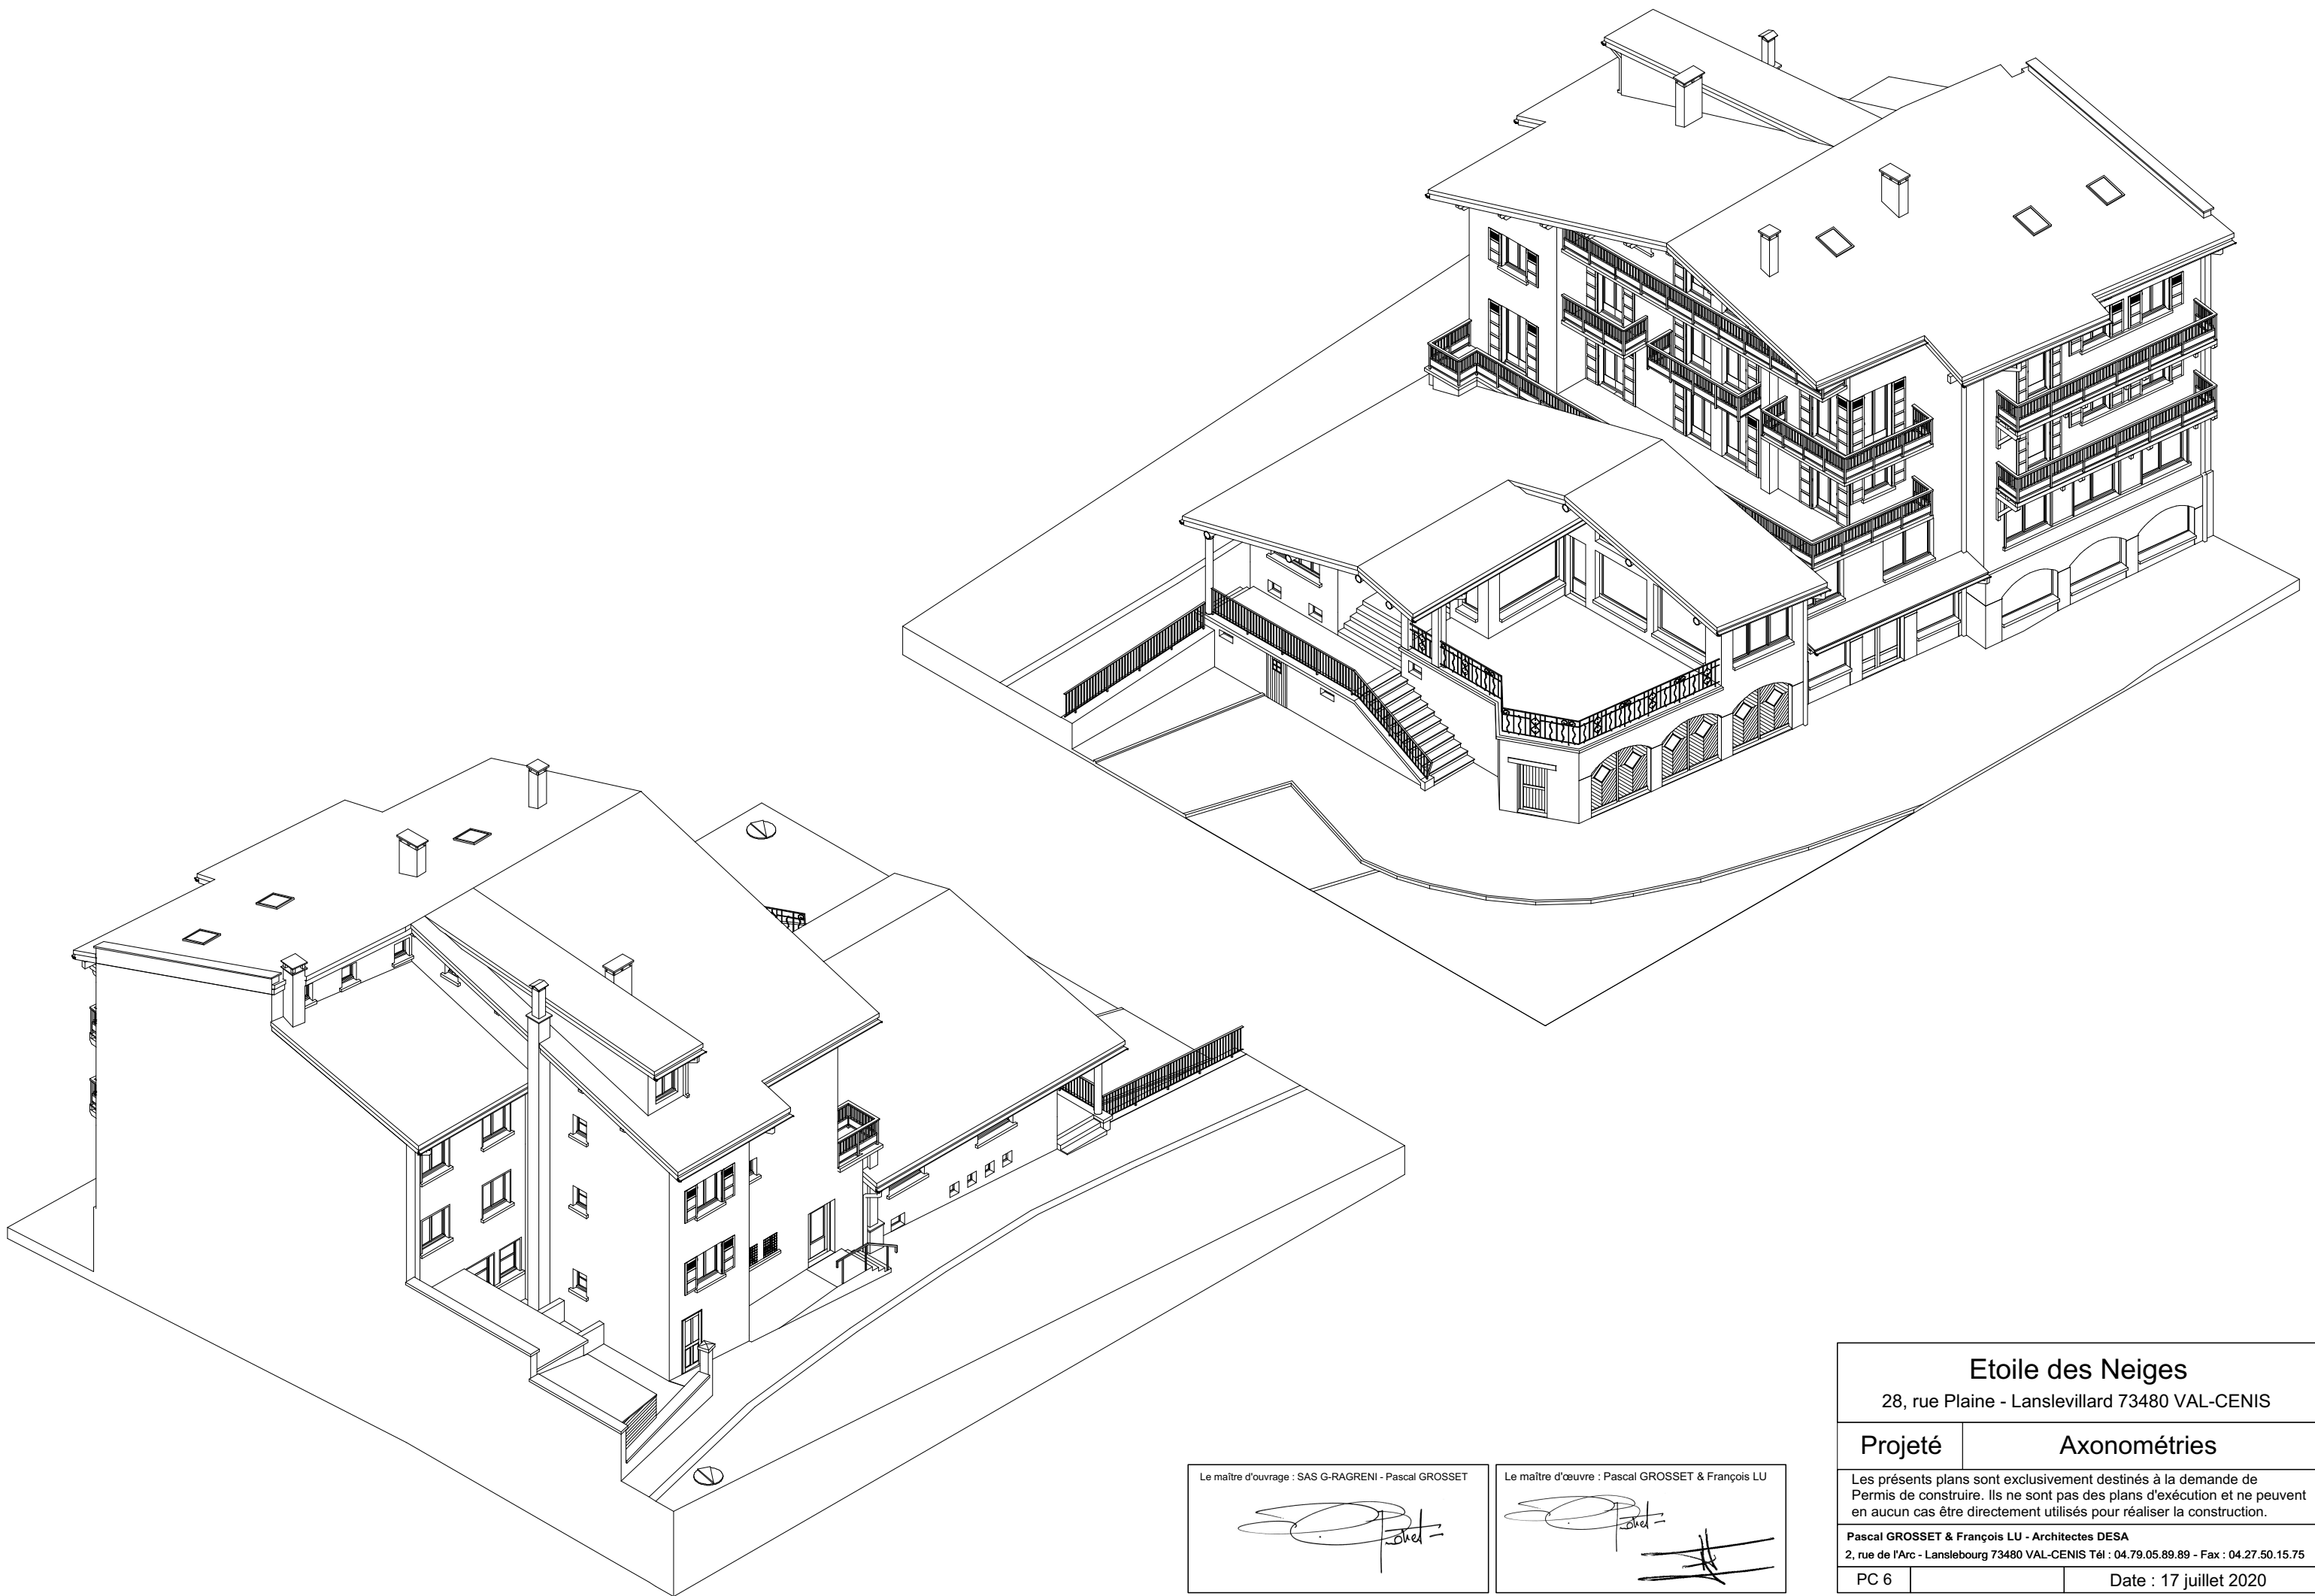 Etoile des Neiges
28, rue Plaine - Lanslevillard 73480 VAL-CENIS
Projeté
Axonométries
Les présents plans sont exclusivement destinés à la demande de
Permis de construire. Ils ne sont pas des plans d'exécution et ne peuvent
en aucun cas être directement utilisés pour réaliser la construction.
Pascal GROSSET & François LU - Architectes DESA
2, rue de l'Arc - Lanslebourg 73480 VAL-CENIS Tél : 04.79.05.89.89 - Fax : 04.27.50.15.75
PC 6
Date : 17 juillet 2020
Le maître d'ouvrage : SAS G-RAGRENI - Pascal GROSSET
Le maître d'œuvre : Pascal GROSSET & François LU